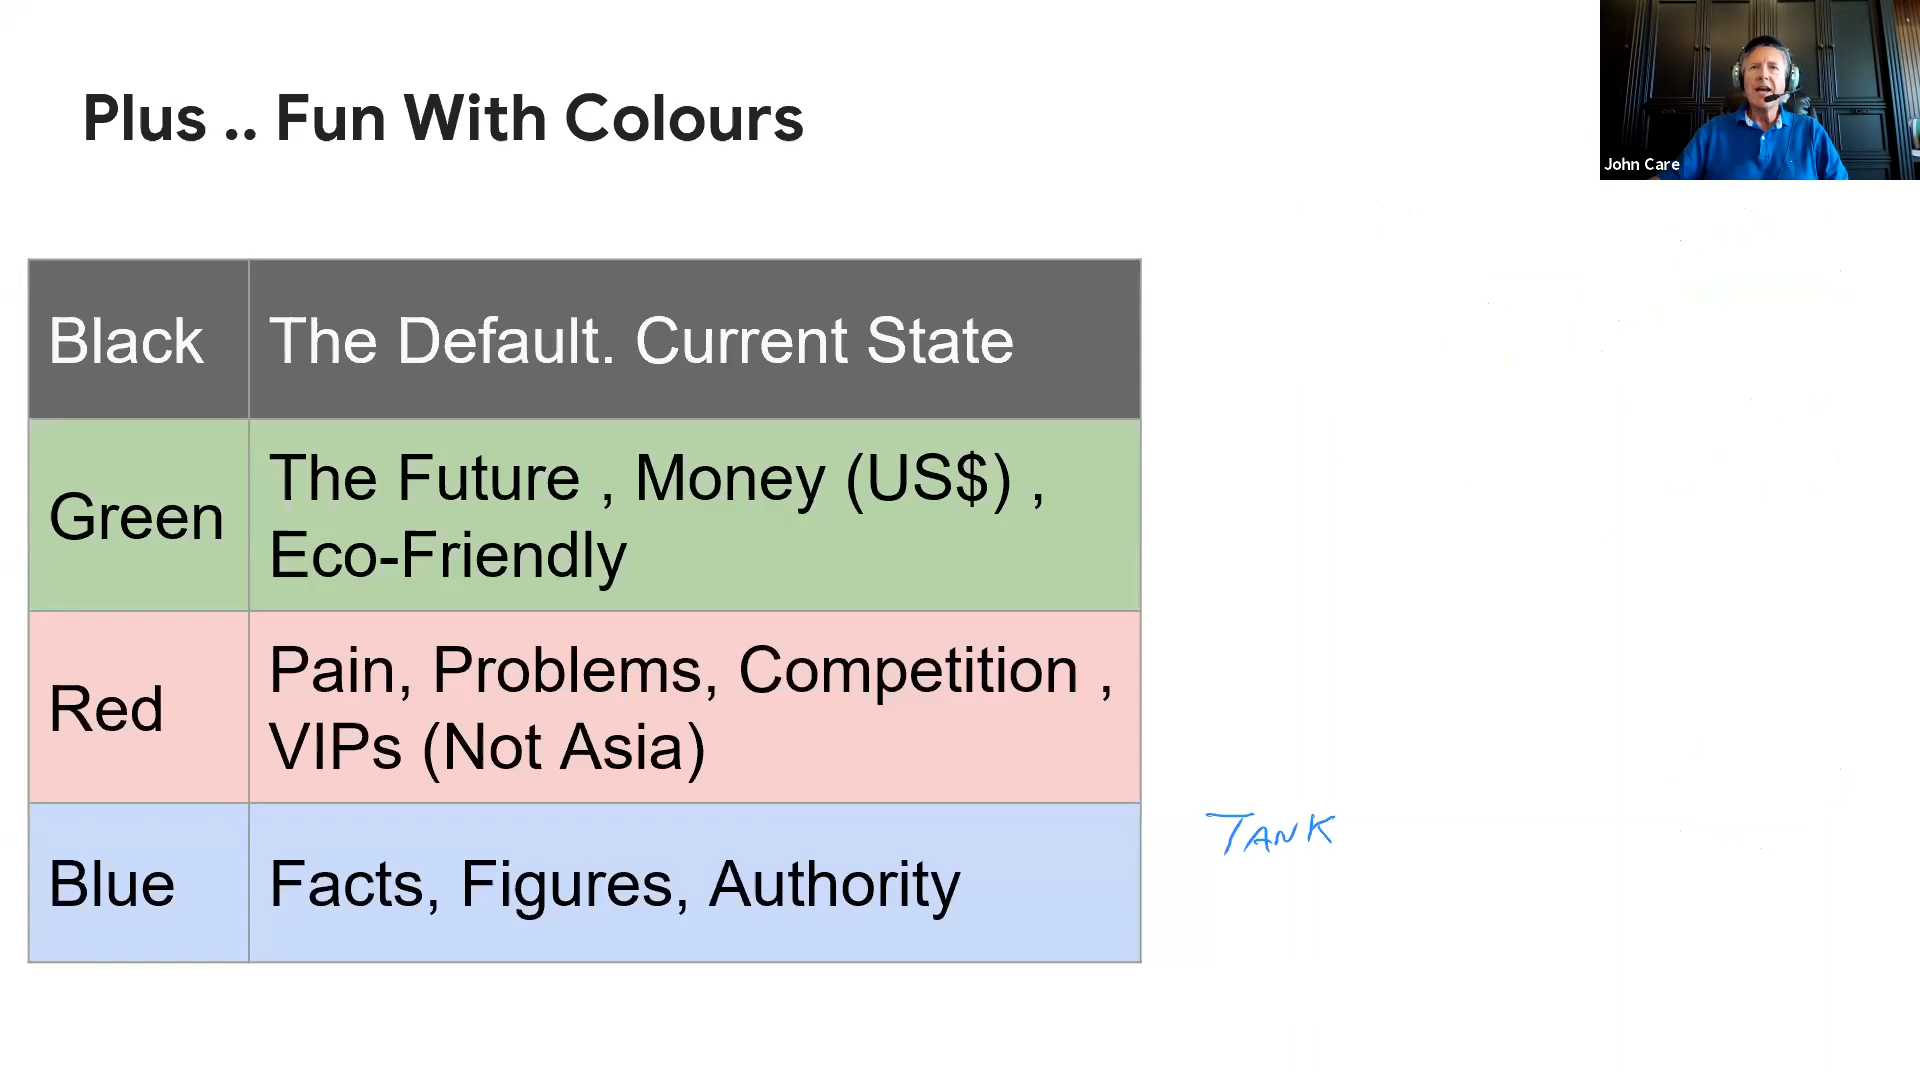 Plus .. Fun With Colours
John Care
Black
The Default. Current State
Green
The Future , Money (US$) ,
Eco-Friendly
Red
Pain, Problems, Competition ,
VIPs (Not Asia)
Blue
Facts, Figures, Authority
TANK